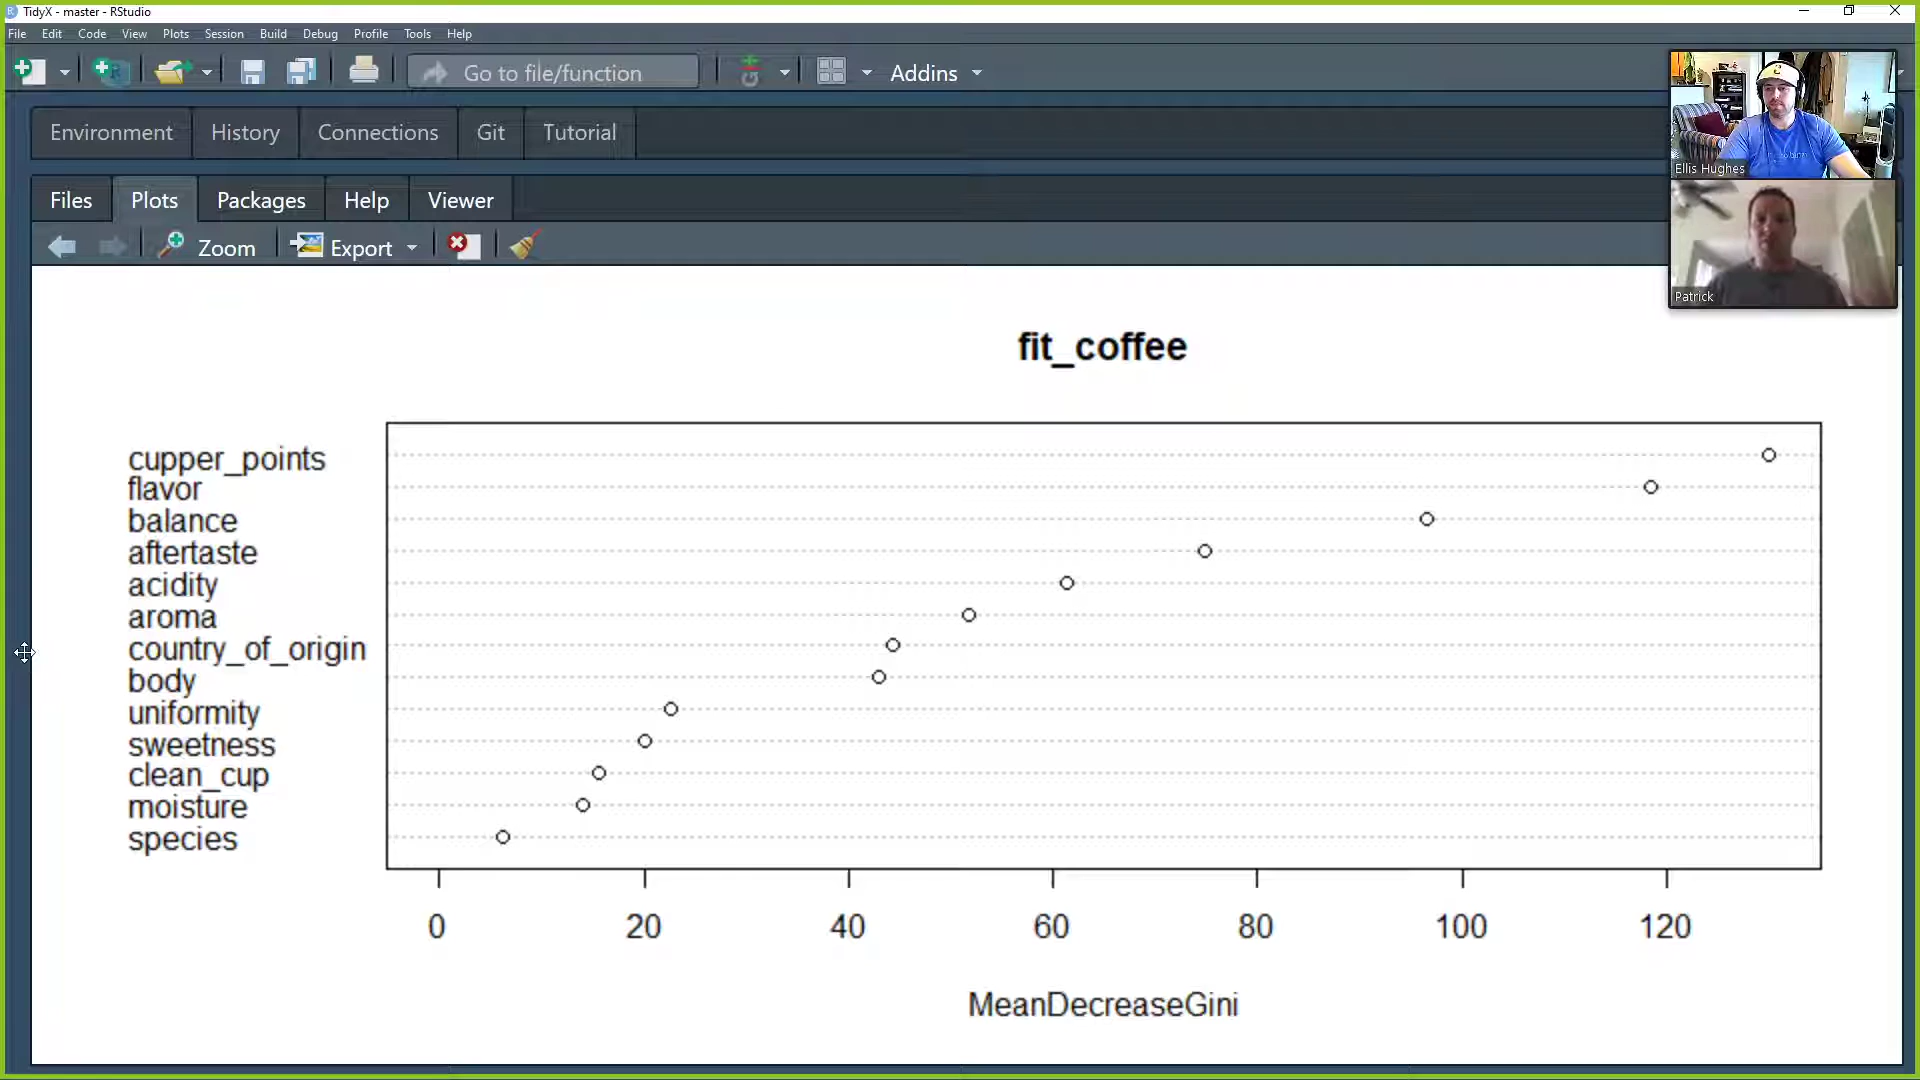 TidyX - master - RStudio
File Edit Code View Plots Session Build Debug Profile Tools Help
Go to file/function Addins
Environment History Connections Git Tutorial
Files Plots Packages Help Viewer
Zoom Export
Ellis Hughes
Patrick
fit_coffee
cupper_points
flavor
balance
aftertaste
acidity
aroma
country_of_origin
body
uniformity
sweetness
clean_cup
moisture
species
0 20 40 60 80 100 120
MeanDecreaseGini